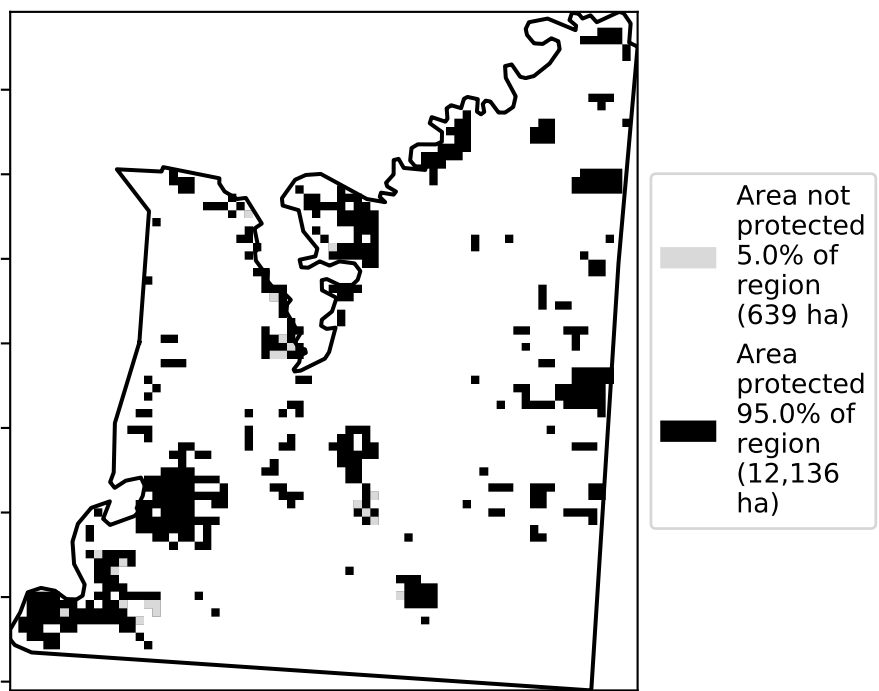 Area not
protected
5.0% of
region
(639 ha)
Area
protected
95.0% of
region
(12,136
ha)